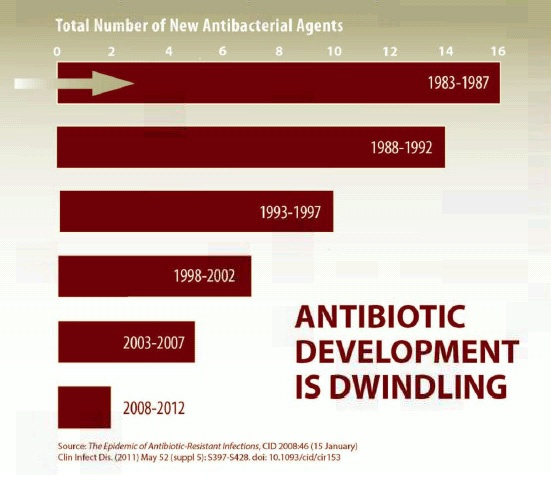 Total Number of New Antibacterial Agents
0 2 4 6 8 10 12 14 16
1983-1987
1988-1992
1993-1997
1998-2002
2003-2007
2008-2012
ANTIBIOTIC
DEVELOPMENT
IS DWINDLING
Source: The Epidemic of Antibiotic-Resistant Infections, CID 2008:46 (15 January)
Clin Infect Dis. (2011) May 52 (suppl 5): S397-S428. doi: 10.1093/cid/cir153